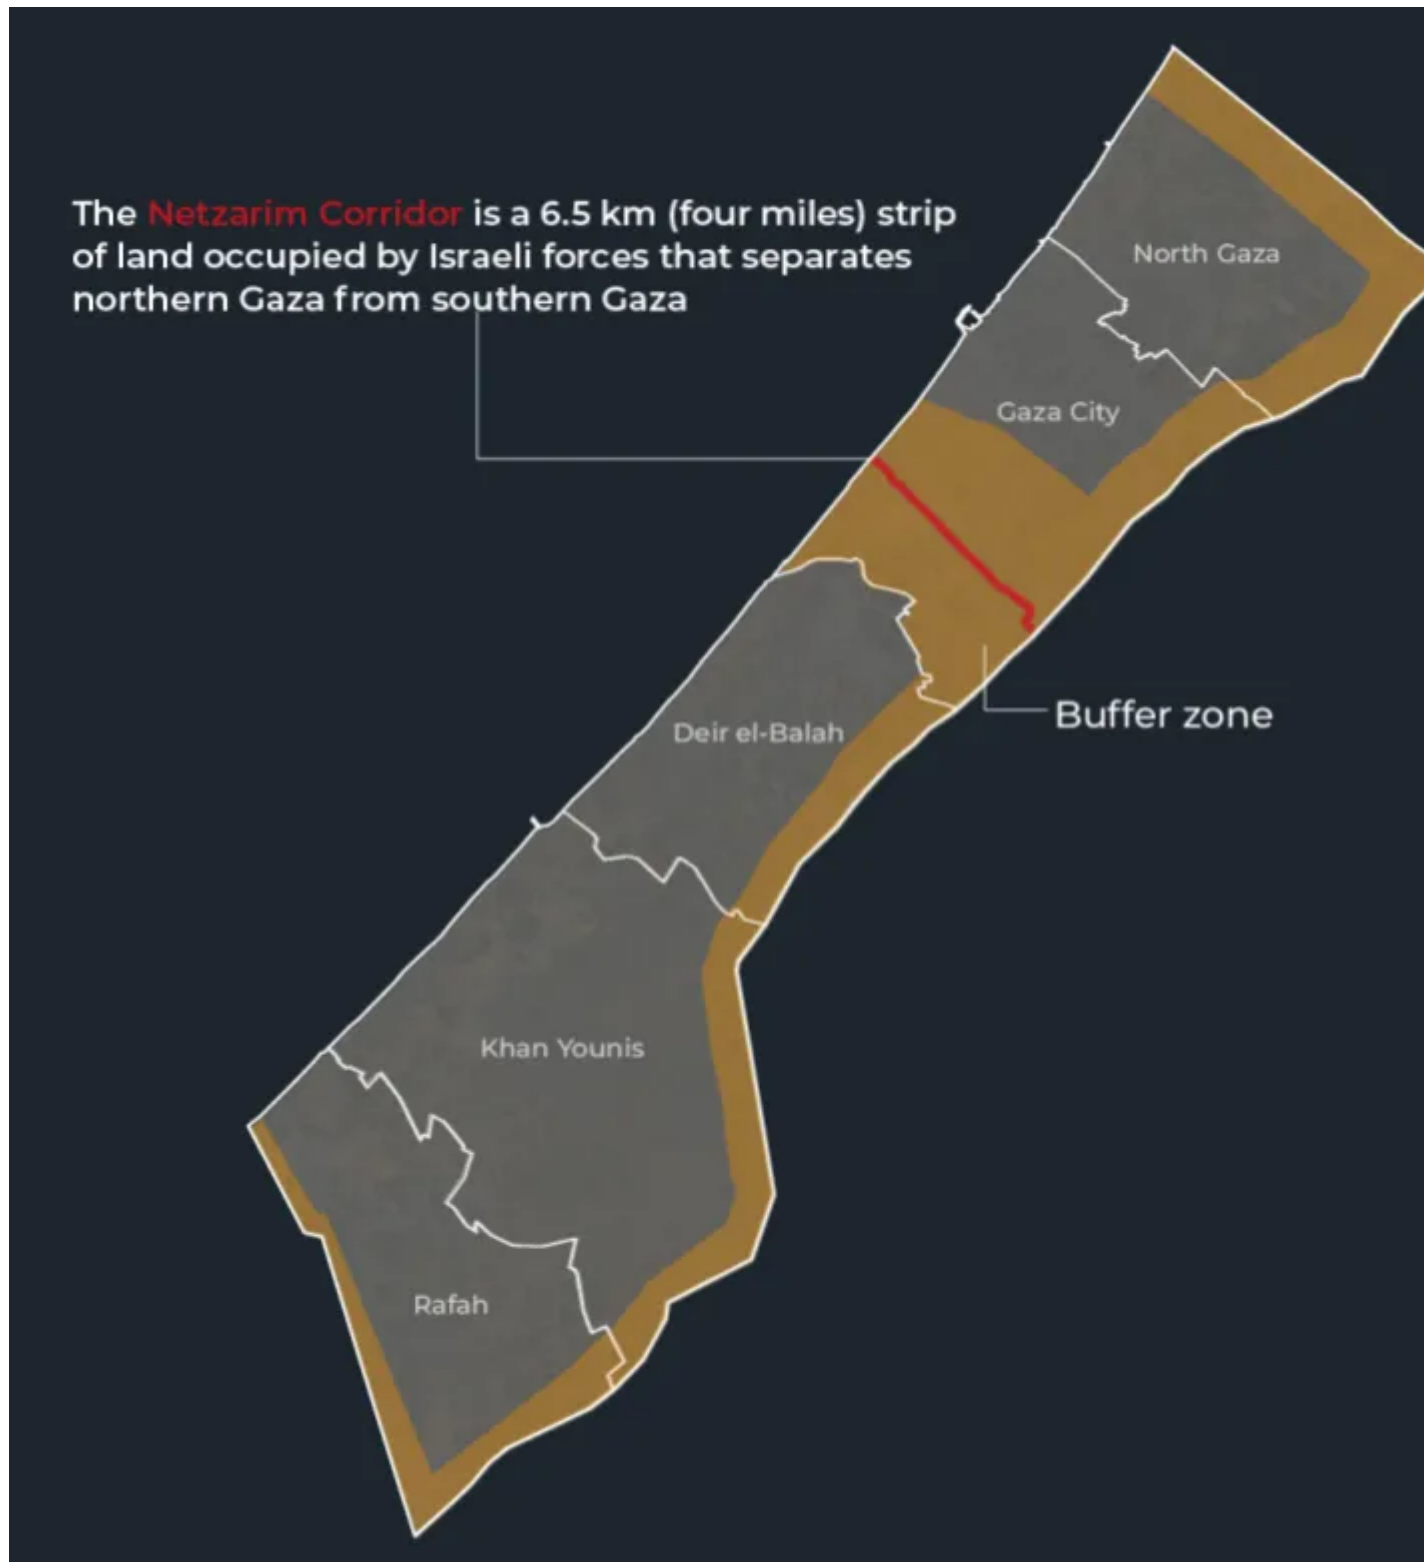 The Netzarim Corridor is a 6.5 km (four miles) strip
of land occupied by Israeli forces that separates
northern Gaza from southern Gaza
North Gaza
Gaza City
Buffer zone
Deir el-Balah
Khan Younis
Rafah